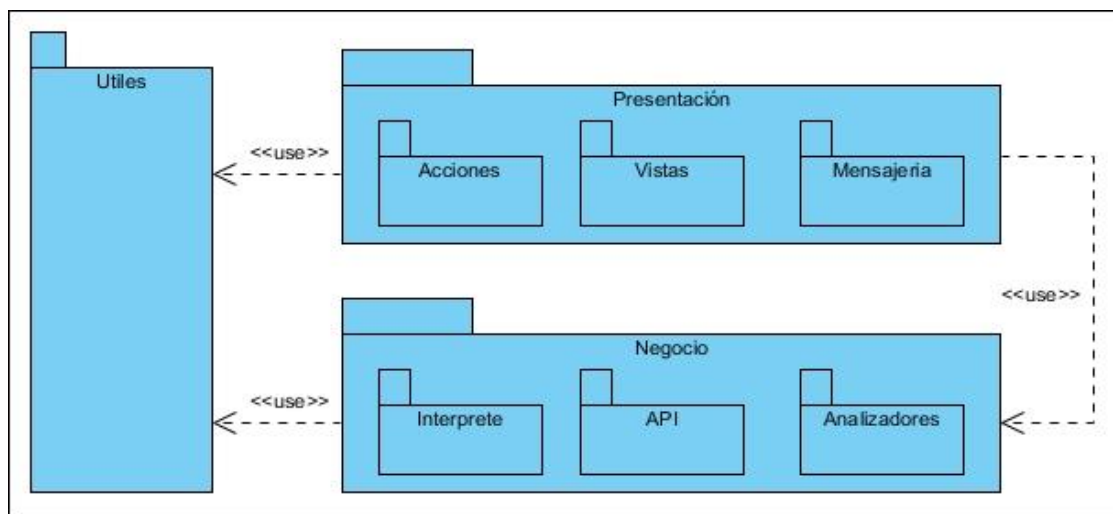 Utiles
Presentación
<<use>>
Acciones
Vistas
Mensajeria
<<use>>
Negocio
<<use>>
Interprete
API
Analizadores